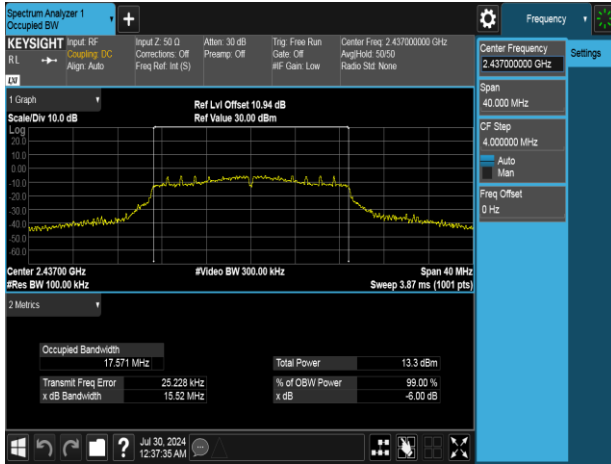 Spectrum Analyzer 1
Occupied BW
Frequency
KEYSIGHT
RL
LXI
Input: RF
Coupling: DC
Align: Auto
Input Z: 50 Ω
Corrections: Off
Freq Ref: Int (S)
Atten: 30 dB
Preamp: Off
Trig: Free Run
Gate: Off
#IF Gain: Low
Center Freq: 2.437000000 GHz
Avg|Hold: 50/50
Radio Std: None
Center Frequency
2.437000000 GHz
Settings
Span
40.000 MHz
CF Step
4.000000 MHz
Auto
Man
Freq Offset
0 Hz
1 Graph
Scale/Div 10.0 dB
Ref Lvl Offset 10.94 dB
Ref Value 30.00 dBm
Log
20.0
10.0
0.00
-10.0
-20.0
-30.0
-40.0
-50.0
-60.0
Center 2.43700 GHz
#Video BW 300.00 kHz
Span 40 MHz
#Res BW 100.00 kHz
Sweep 3.87 ms (1001 pts)
2 Metrics
Occupied Bandwidth
17.571 MHz
Total Power 13.3 dBm
Transmit Freq Error 25.228 kHz
% of OBW Power 99.00 %
x dB Bandwidth 15.52 MHz
x dB -6.00 dB
Jul 30, 2024
12:37:35 AM